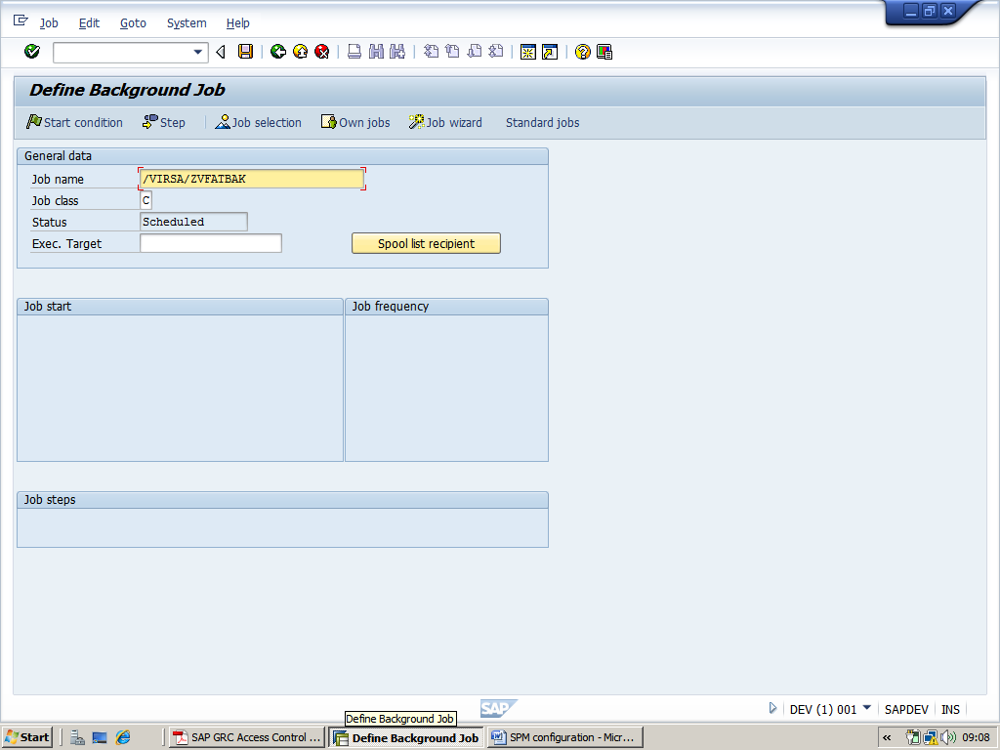 Job Edit Goto System Help
Define Background Job
Start condition Step Job selection Own jobs Job wizard Standard jobs
General data
Job name /VIRSA/ZVFATBAK
Job class C
Status Scheduled
Exec. Target Spool list recipient
Job start Job frequency
Job steps
SAP DEV (1) 001 SAPDEV INS
Define Background Job
Start SAP GRC Access Control ... Define Background Job SPM configuration - Micr... « 09:08